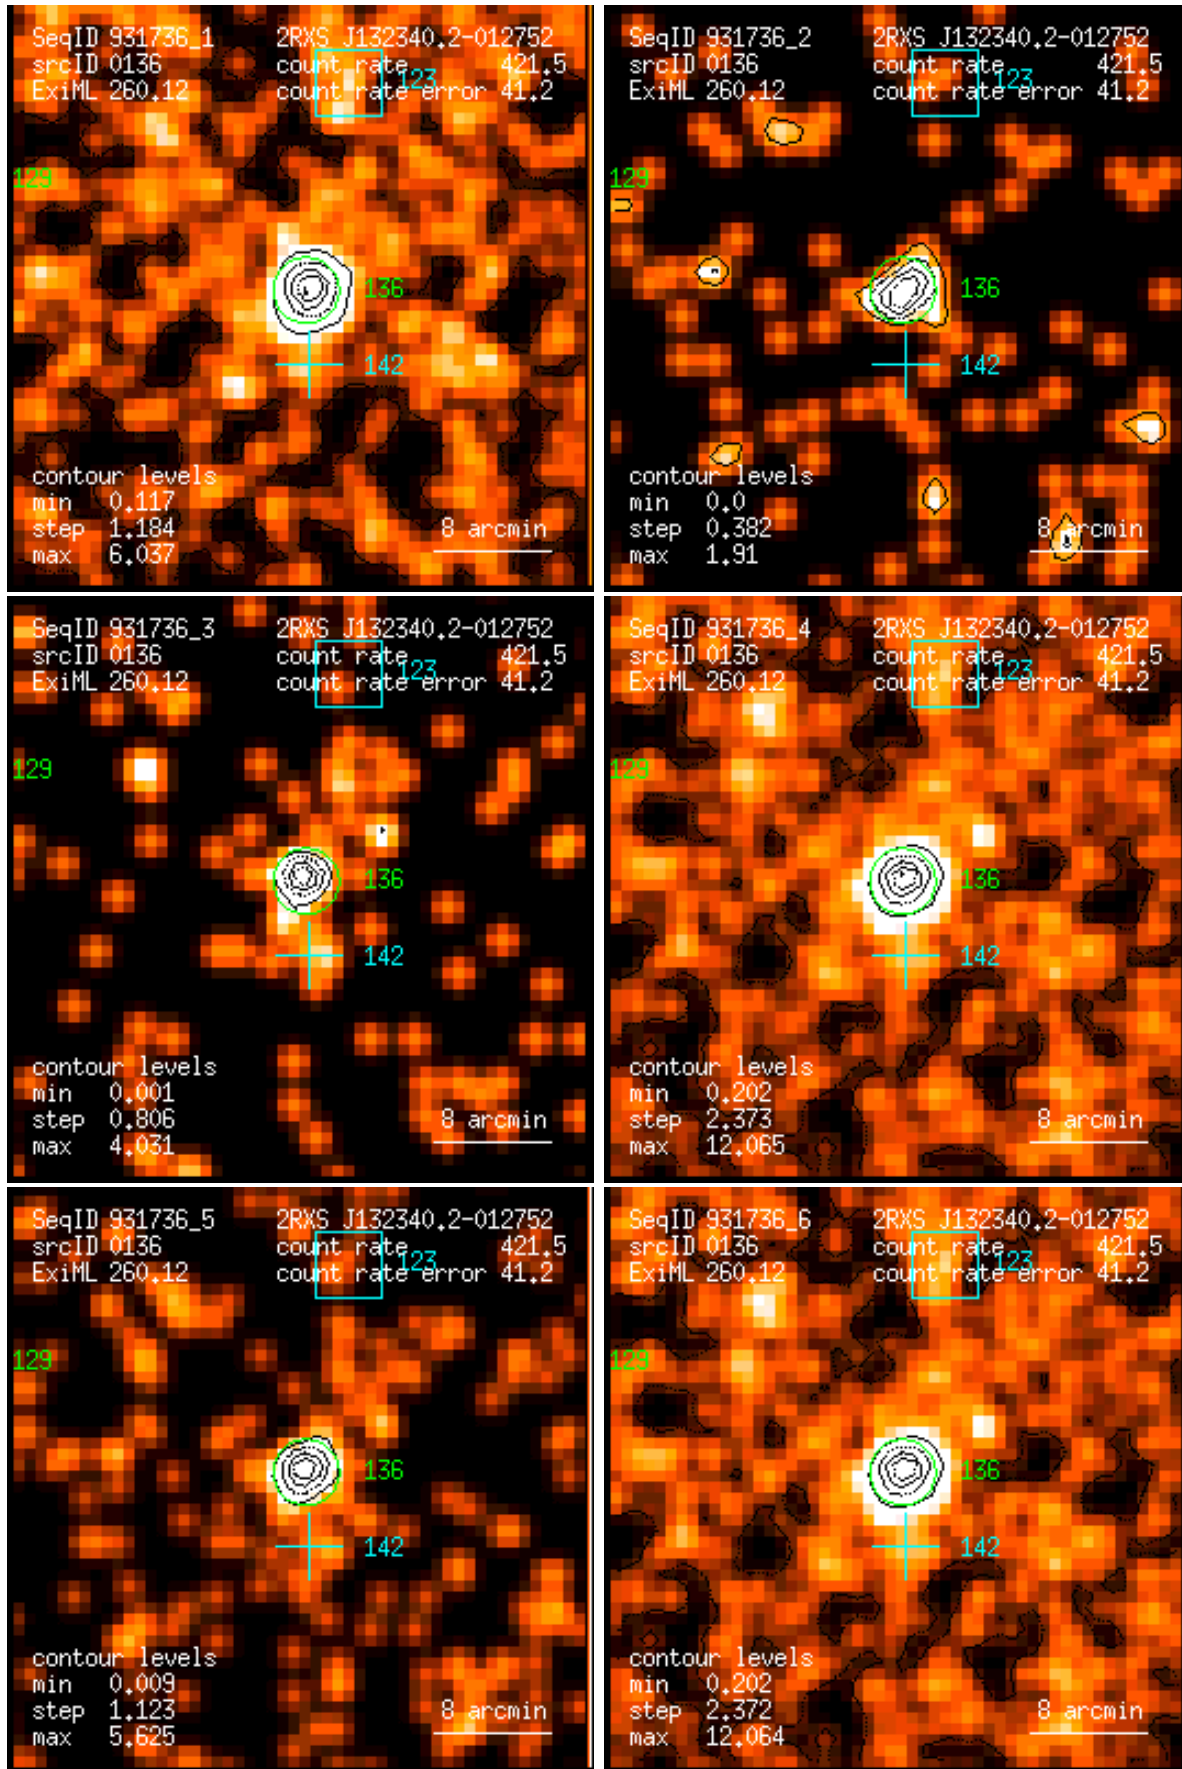 SeqID 931736_1 2RXS J132340.2-012752
srcID 0136 count rate 421.5
ExiML 260.12 count rate error 41.2
123
129
136
142
contour levels
min 0.117
step 1.184 8 arcmin
max 6.037
SeqID 931736_2 2RXS J132340.2-012752
srcID 0136 count rate 421.5
ExiML 260.12 count rate error 41.2
123
129
136
142
contour levels
min 0.0
step 0.382 8 arcmin
max 1.91
SeqID 931736_3 2RXS J132340.2-012752
srcID 0136 count rate 421.5
ExiML 260.12 count rate error 41.2
123
129
136
142
contour levels
min 0.001
step 0.806 8 arcmin
max 4.031
SeqID 931736_4 2RXS J132340.2-012752
srcID 0136 count rate 421.5
ExiML 260.12 count rate error 41.2
123
129
136
142
contour levels
min 0.202
step 2.373 8 arcmin
max 12.065
SeqID 931736_5 2RXS J132340.2-012752
srcID 0136 count rate 421.5
ExiML 260.12 count rate error 41.2
123
129
136
142
contour levels
min 0.009
step 1.123 8 arcmin
max 5.625
SeqID 931736_6 2RXS J132340.2-012752
srcID 0136 count rate 421.5
ExiML 260.12 count rate error 41.2
123
129
136
142
contour levels
min 0.202
step 2.372 8 arcmin
max 12.064